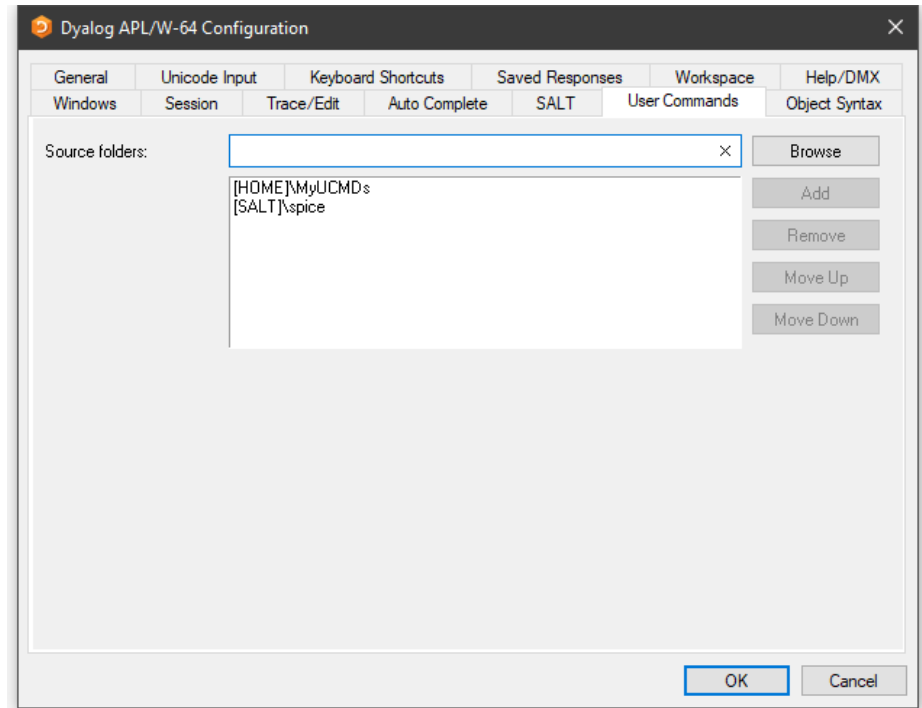 Dyalog APL/W-64 Configuration
General Unicode Input Keyboard Shortcuts Saved Responses Workspace Help/DMX
Windows Session Trace/Edit Auto Complete SALT User Commands Object Syntax
Source folders: Browse
[HOME]\MyUCMDs
[SALT]\spice
Add
Remove
Move Up
Move Down
OK Cancel